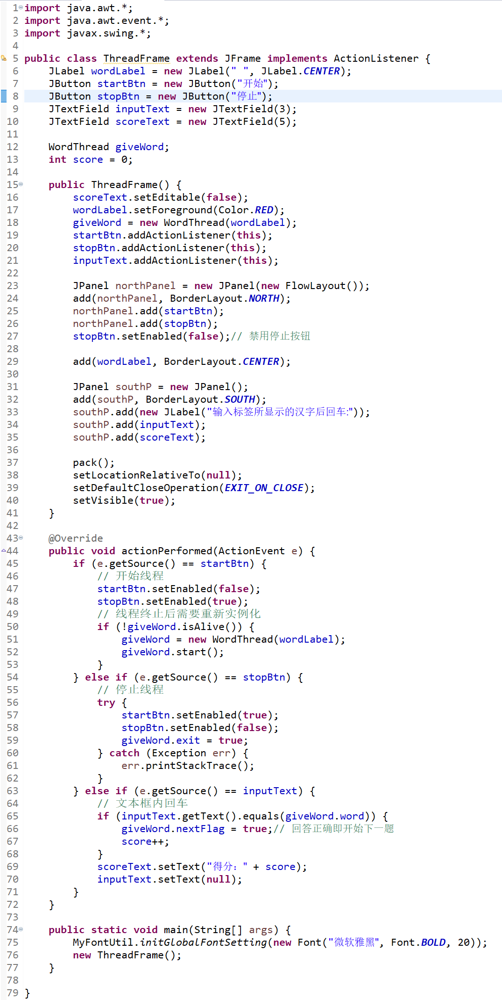 1 import java.awt.*;
2 import java.awt.event.*;
3 import javax.swing.*;
4
5 public class ThreadFrame extends JFrame implements ActionListener {
6     JLabel wordLabel = new JLabel(" ", JLabel.CENTER);
7     JButton startBtn = new JButton("开始");
8     JButton stopBtn = new JButton("停止");
9     JTextField inputText = new JTextField(3);
10     JTextField scoreText = new JTextField(5);
11
12     WordThread giveWord;
13     int score = 0;
14
15     public ThreadFrame() {
16         scoreText.setEditable(false);
17         wordLabel.setForeground(Color.RED);
18         giveWord = new WordThread(wordLabel);
19         startBtn.addActionListener(this);
20         stopBtn.addActionListener(this);
21         inputText.addActionListener(this);
22
23         JPanel northPanel = new JPanel(new FlowLayout());
24         add(northPanel, BorderLayout.NORTH);
25         northPanel.add(startBtn);
26         northPanel.add(stopBtn);
27         stopBtn.setEnabled(false);// 禁用停止按钮
28
29         add(wordLabel, BorderLayout.CENTER);
30
31         JPanel southP = new JPanel();
32         add(southP, BorderLayout.SOUTH);
33         southP.add(new JLabel("输入标签所显示的汉字后回车:"));
34         southP.add(inputText);
35         southP.add(scoreText);
36
37         pack();
38         setLocationRelativeTo(null);
39         setDefaultCloseOperation(EXIT_ON_CLOSE);
40         setVisible(true);
41     }
42
43     @Override
44     public void actionPerformed(ActionEvent e) {
45         if (e.getSource() == startBtn) {
46             // 开始线程
47             startBtn.setEnabled(false);
48             stopBtn.setEnabled(true);
49             // 线程终止后需要重新实例化
50             if (!giveWord.isAlive()) {
51                 giveWord = new WordThread(wordLabel);
52                 giveWord.start();
53             }
54         } else if (e.getSource() == stopBtn) {
55             // 停止线程
56             try {
57                 startBtn.setEnabled(true);
58                 stopBtn.setEnabled(false);
59                 giveWord.exit = true;
60             } catch (Exception err) {
61                 err.printStackTrace();
62             }
63         } else if (e.getSource() == inputText) {
64             // 文本框内回车
65             if (inputText.getText().equals(giveWord.word)) {
66                 giveWord.nextFlag = true;// 回答正确即开始下一题
67                 score++;
68             }
69             scoreText.setText("得分：" + score);
70             inputText.setText(null);
71         }
72     }
73
74     public static void main(String[] args) {
75         MyFontUtil.initGlobalFontSetting(new Font("微软雅黑", Font.BOLD, 20));
76         new ThreadFrame();
77     }
78
79 }